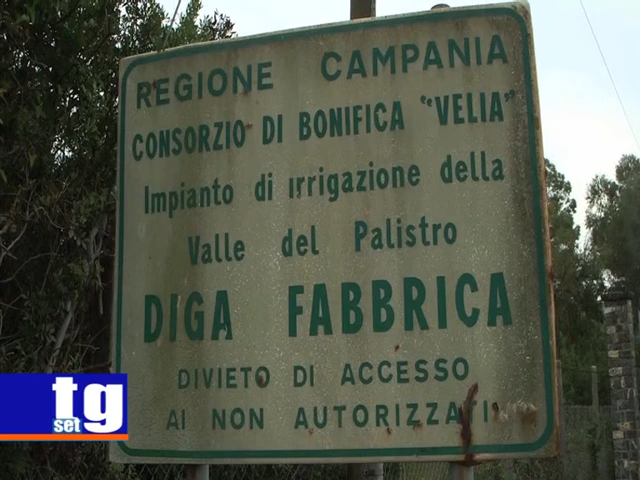 REGIONE CAMPANIA
CONSORZIO DI BONIFICA "VELIA"
Impianto di irrigazione della
Valle del Palistro
DIGA FABBRICA
DIVIETO DI ACCESSO
AI NON AUTORIZZATI
tg
set